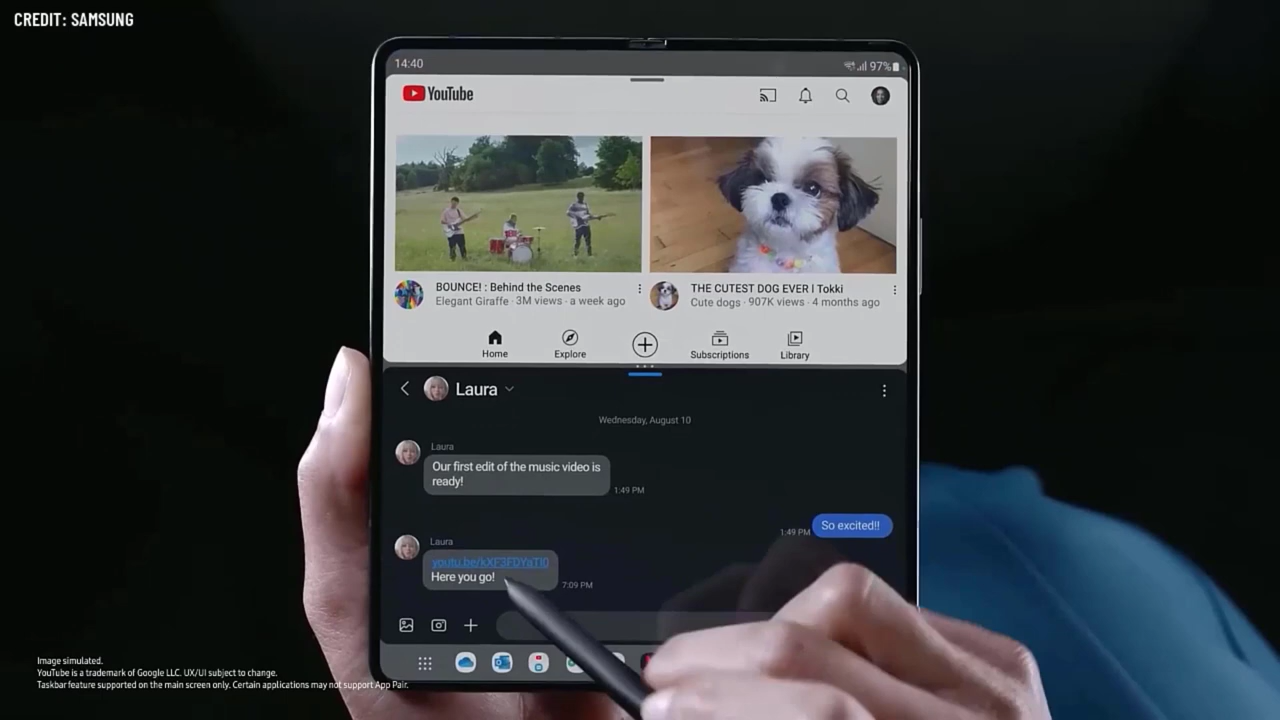 CREDIT: SAMSUNG
14:40
97%
YouTube
BOUNCE! : Behind the Scenes
Elegant Giraffe · 3M views · a week ago
THE CUTEST DOG EVER | Tokki
Cute dogs · 907K views · 4 months ago
Home
Explore
Subscriptions
Library
Laura
Wednesday, August 10
Laura
Our first edit of the music video is
ready!
1:49 PM
1:49 PM
So excited!!
Laura
youtu.be/kXF3FDYaTI0
Here you go!
7:09 PM
Image simulated.
YouTube is a trademark of Google LLC. UX/UI subject to change.
Taskbar feature supported on the main screen only. Certain applications may not support App Pair.